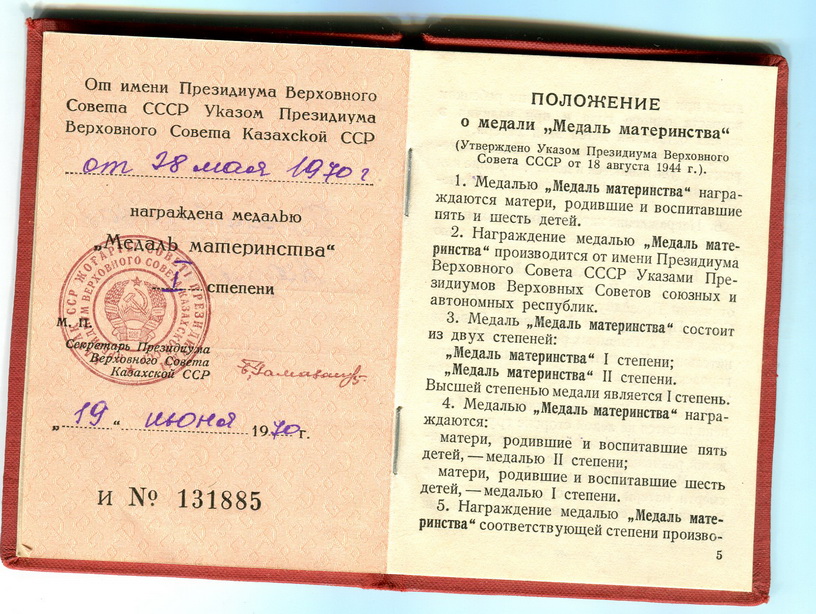 От имени Президиума Верховного
Совета СССР Указом Президиума
Верховного Совета Казахской ССР
от 28 мая 1970 г
награждена медалью
„Медаль материнства“
I степени
М. П.
Секретарь Президиума
Верховного Совета
Казахской ССР
„19“ июня 1970 г.
И № 131885
ПОЛОЖЕНИЕ
о медали „Медаль материнства“
(Утверждено Указом Президиума Верховного
Совета СССР от 18 августа 1944 г.).
1. Медалью „Медаль материнства“ награ-
ждаются матери, родившие и воспитавшие
пять и шесть детей.
2. Награждение медалью „Медаль мате-
ринства“ производится от имени Президиума
Верховного Совета СССР Указами Пре-
зидиумов Верховных Советов союзных и
автономных республик.
3. Медаль „Медаль материнства“ состоит
из двух степеней:
„Медаль материнства“ I степени;
„Медаль материнства“ II степени.
Высшей степенью медали является I степень.
4. Медалью „Медаль материнства“ награ-
ждаются:
матери, родившие и воспитавшие пять
детей, — медалью II степени;
матери, родившие и воспитавшие шесть
детей, — медалью I степени.
5. Награждение медалью „Медаль мате-
ринства“ соответствующей степени произво-
5